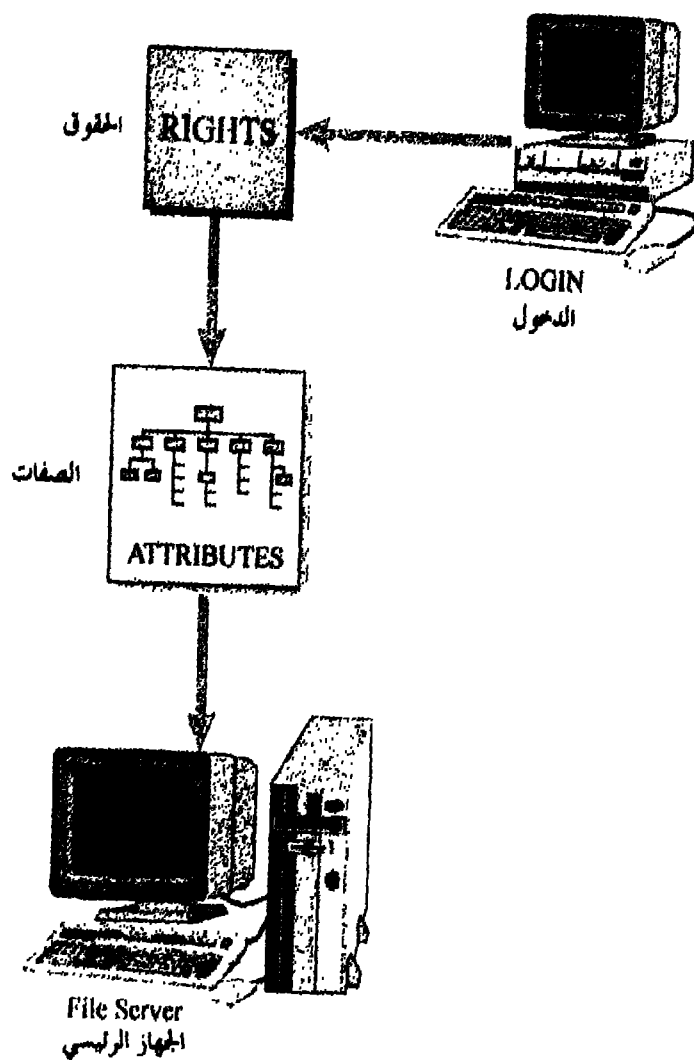 الحقوق
RIGHTS
LOGIN
الدخول
الصفات
ATTRIBUTES
File Server
الجهاز الرئيسي